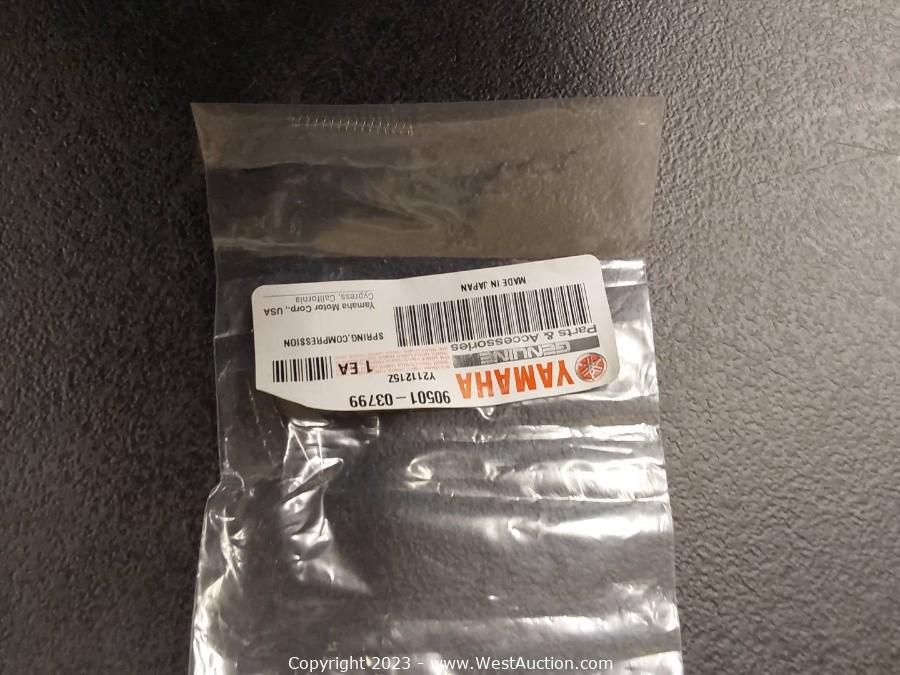 YAMAHA
GENUINE
Parts & Accessories
MADE IN JAPAN
90501-03799
Y211215Z
1 EA
SPRING,COMPRESSION
Yamaha Motor Corp., USA
Cypress, California
Copyright 2023 - www.WestAuction.com